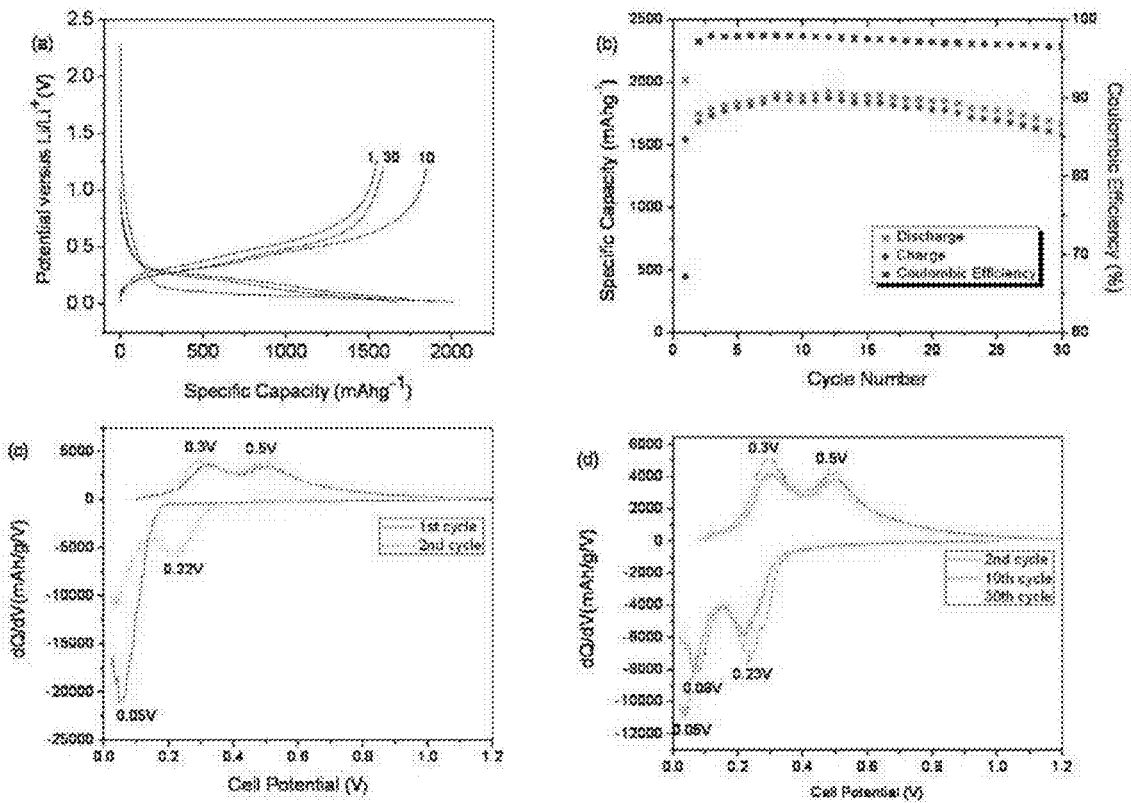 (a)
Potential versus Li/Li⁺ (V)
2.5
2.0
1.5
1.0
0.5
0.0
1, 30
10
0
500
1000
1500
2000
Specific Capacity (mAhg⁻¹)
(b)
Specific Capacity (mAhg⁻¹)
2500
2000
1500
1000
500
0
Discharge
Charge
Coulombic Efficiency
100
90
80
70
60
Coulombic Efficiency (%)
0
5
10
15
20
25
30
Cycle Number
(c)
dQ/dV(mAh/g/V)
5000
0
-5000
-10000
-15000
-20000
-25000
0.3V
0.5V
1st cycle
2nd cycle
0.22V
0.05V
0.0
0.2
0.4
0.6
0.8
1.0
1.2
Cell Potential (V)
(d)
dQ/dV(mAh/g/V)
6000
4000
2000
0
-2000
-4000
-6000
-8000
-10000
-12000
0.3V
0.5V
2nd cycle
10th cycle
0.23V
0.0
0.2
0.4
0.6
0.8
1.0
1.2
Cell Potential (V)